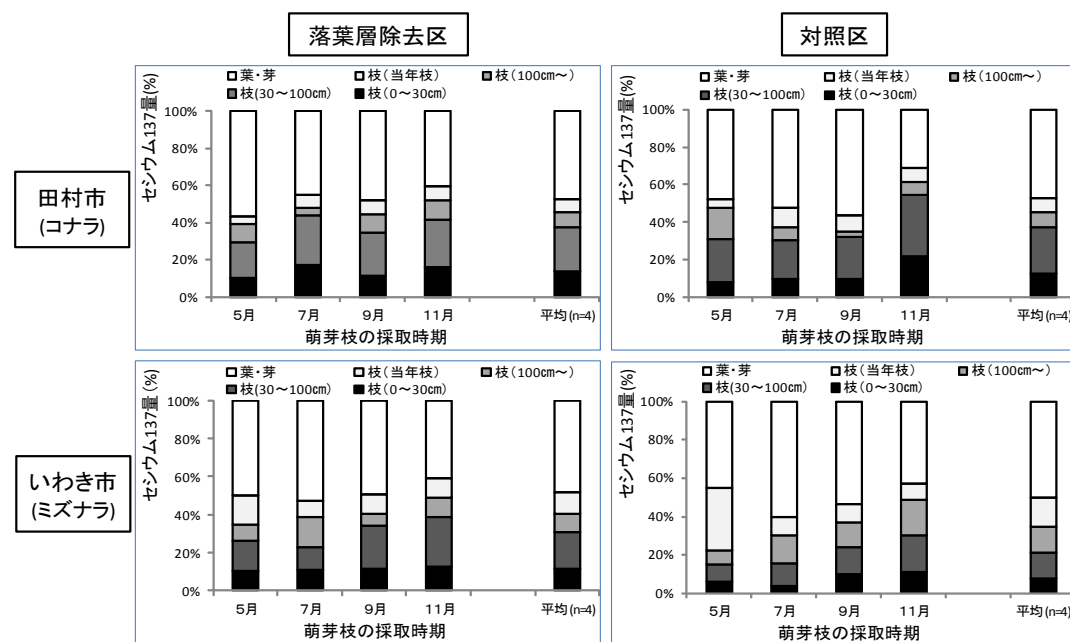 落葉層除去区
対照区
田村市
(コナラ)
いわき市
(ミズナラ)
葉・芽 枝(当年枝) 枝(100㎝～)
枝(30～100㎝) 枝(0～30㎝)
セシウム137量(%)
100%
80%
60%
40%
20%
0%
5月 7月 9月 11月 平均(n=4)
萌芽枝の採取時期
葉・芽 枝(当年枝) 枝(100㎝～)
枝(30～100㎝) 枝(0～30㎝)
セシウム137量(%)
100%
80%
60%
40%
20%
0%
5月 7月 9月 11月 平均(n=4)
萌芽枝の採取時期
葉・芽 枝(当年枝) 枝(100㎝～)
枝(30～100㎝) 枝(0～30㎝)
セシウム137量(%)
100%
80%
60%
40%
20%
0%
5月 7月 9月 11月 平均(n=4)
萌芽枝の採取時期
葉・芽 枝(当年枝) 枝(100㎝～)
枝(30～100㎝) 枝(0～30㎝)
セシウム137量(%)
100%
80%
60%
40%
20%
0%
5月 7月 9月 11月 平均(n=4)
萌芽枝の採取時期